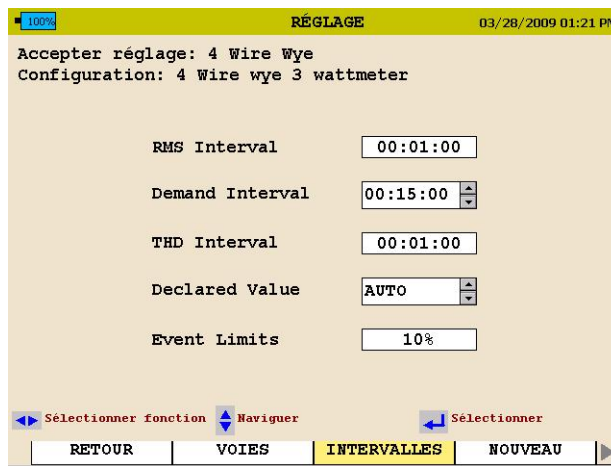 100% RÉGLAGE 03/28/2009 01:21 PM
Accepter réglage: 4 Wire Wye
Configuration: 4 Wire wye 3 wattmeter
RMS Interval 00:01:00
Demand Interval 00:15:00
THD Interval 00:01:00
Declared Value AUTO
Event Limits 10%
Sélectionner fonction Naviguer Sélectionner
RETOUR VOIES INTERVALLES NOUVEAU